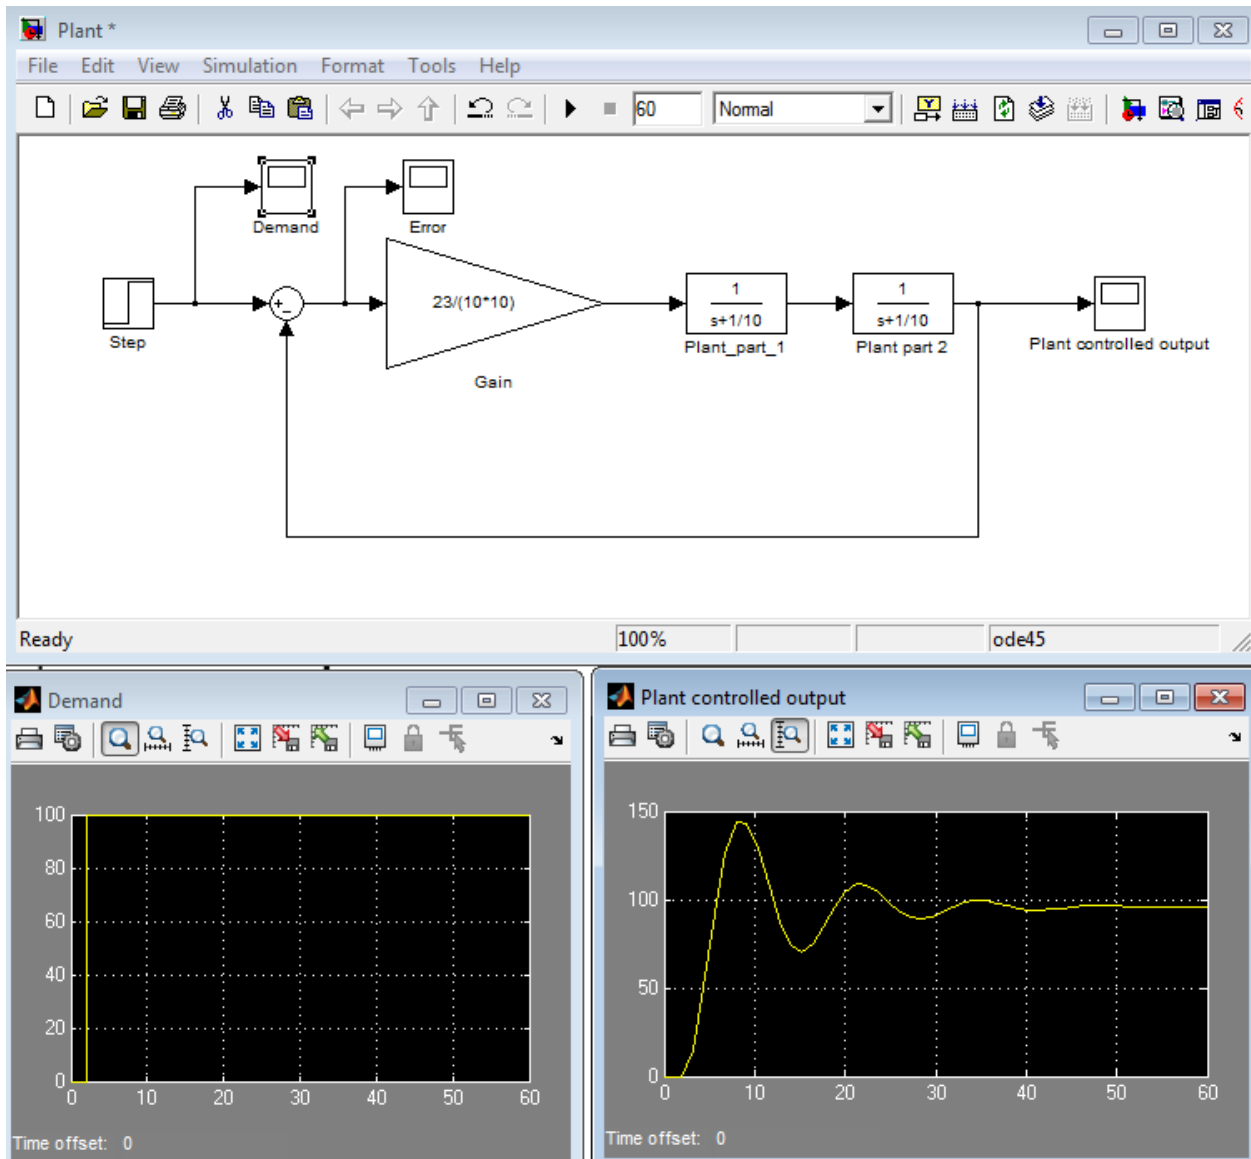 Plant *
File Edit View Simulation Format Tools Help
60 Normal
Demand Error
23/(10*10)
1 1
s+1/10 s+1/10
Step Plant_part_1 Plant part 2 Plant controlled output
Gain
Ready 100% ode45
Demand
100
80
60
40
20
0
0 10 20 30 40 50 60
Time offset: 0
Plant controlled output
150
100
50
0
0 10 20 30 40 50 60
Time offset: 0